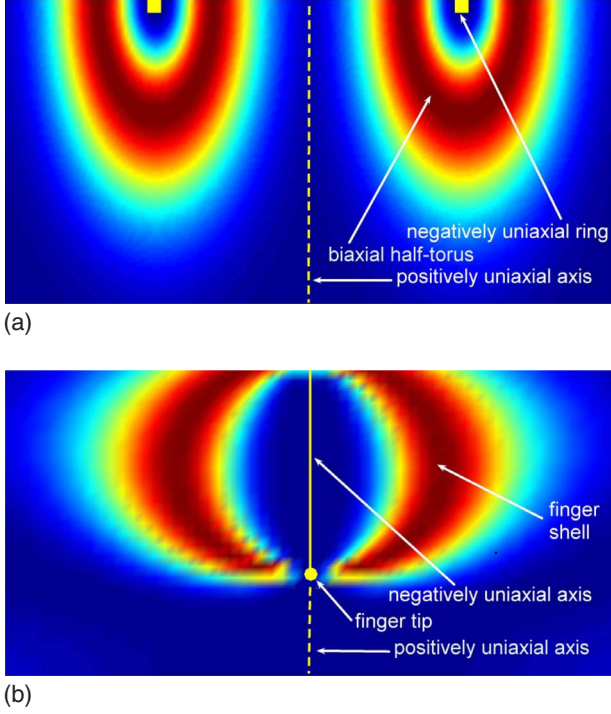 negatively uniaxial ring
biaxial half-torus
positively uniaxial axis
(a)
finger
shell
negatively uniaxial axis
finger tip
positively uniaxial axis
(b)